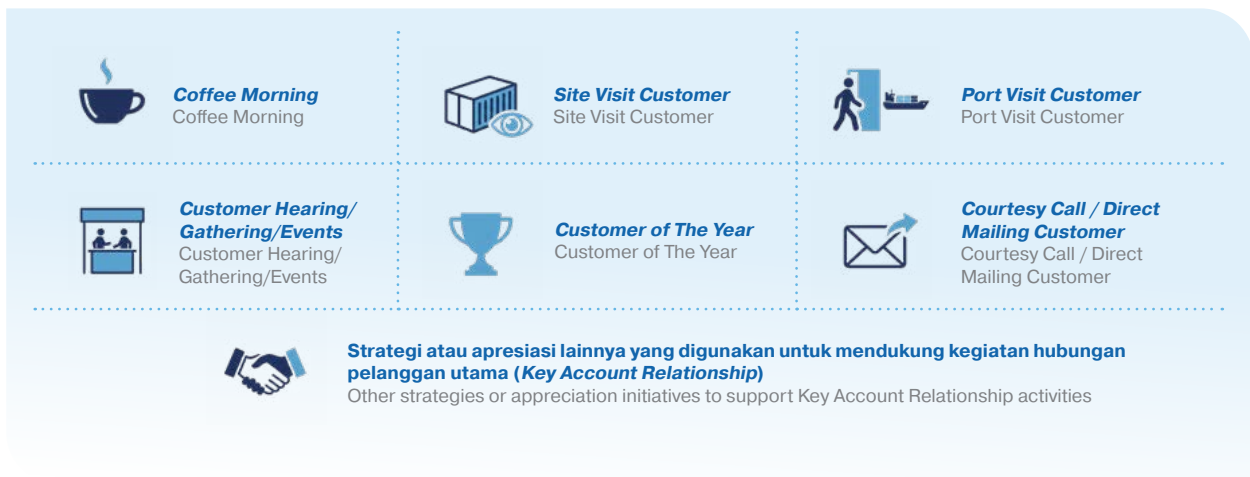 Coffee Morning
Coffee Morning
Site Visit Customer
Site Visit Customer
Port Visit Customer
Port Visit Customer
Customer Hearing/
Gathering/Events
Customer Hearing/
Gathering/Events
Customer of The Year
Customer of The Year
Courtesy Call / Direct
Mailing Customer
Courtesy Call / Direct
Mailing Customer
Strategi atau apresiasi lainnya yang digunakan untuk mendukung kegiatan hubungan
pelanggan utama (Key Account Relationship)
Other strategies or appreciation initiatives to support Key Account Relationship activities